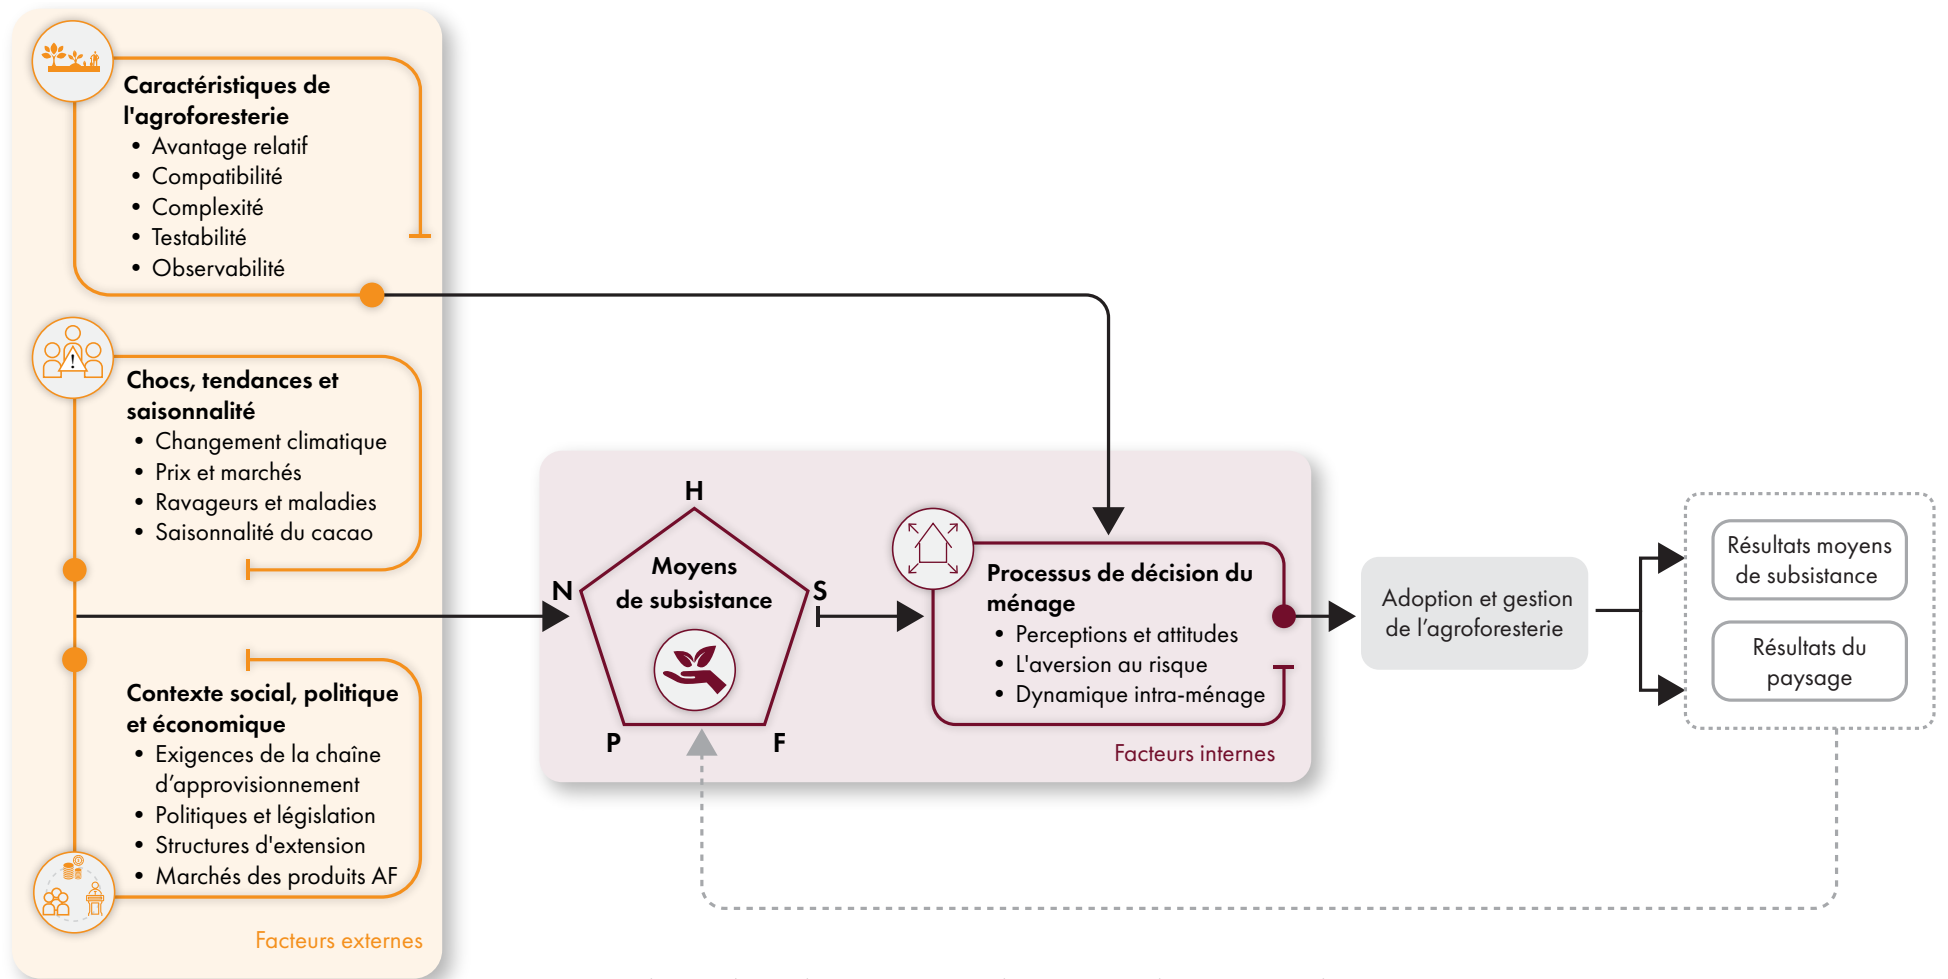 Caractéristiques de
l'agroforesterie
• Avantage relatif
• Compatibilité
• Complexité
• Testabilité
• Observabilité
Chocs, tendances et
saisonnalité
• Changement climatique
• Prix et marchés
• Ravageurs et maladies
• Saisonnalité du cacao
Contexte social, politique
et économique
• Exigences de la chaîne
d’approvisionnement
• Politiques et législation
• Structures d'extension
• Marchés des produits AF
Facteurs externes
H
N
S
P
F
Moyens
de subsistance
Processus de décision du
ménage
• Perceptions et attitudes
• L'aversion au risque
• Dynamique intra-ménage
Facteurs internes
Adoption et gestion
de l’agroforesterie
Résultats moyens
de subsistance
Résultats du
paysage